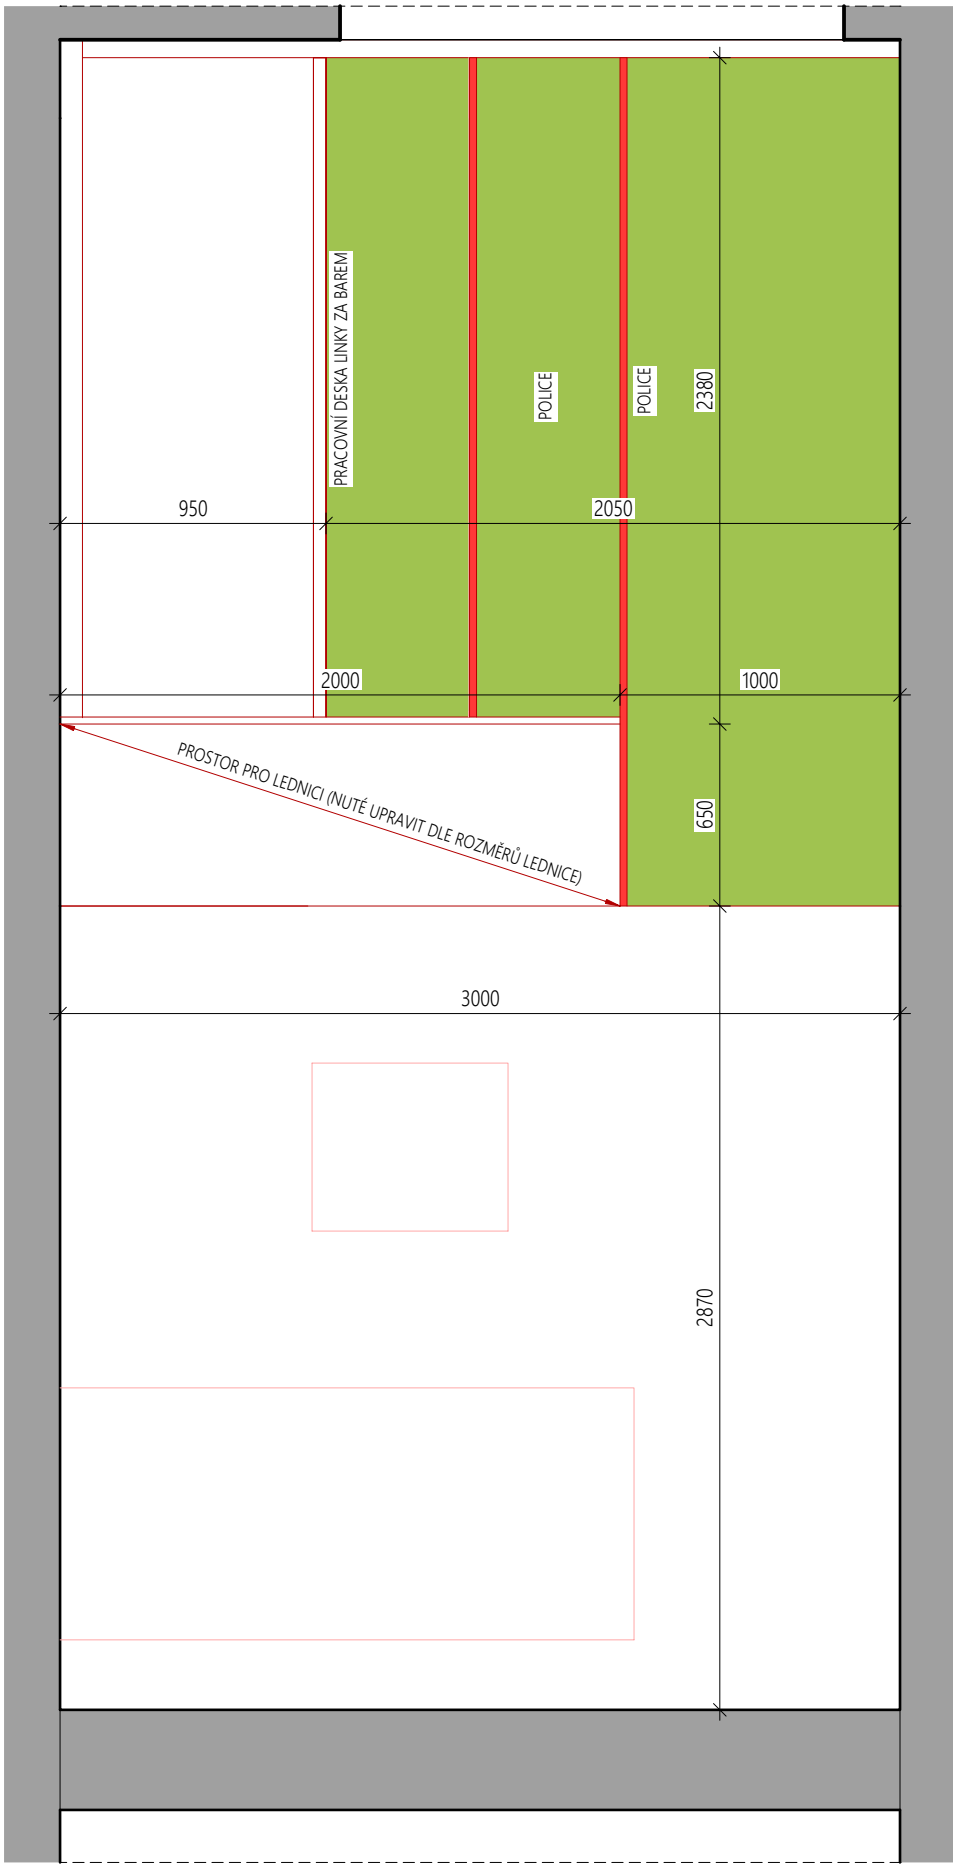 PRACOVNÍ DESKA LINKY ZA BAREM
POLICE
POLICE
2380
950
2050
2000
1000
PROSTOR PRO LEDNICI (NUTÉ UPRAVIT DLE ROZMĚRŮ LEDNICE)
650
3000
2870